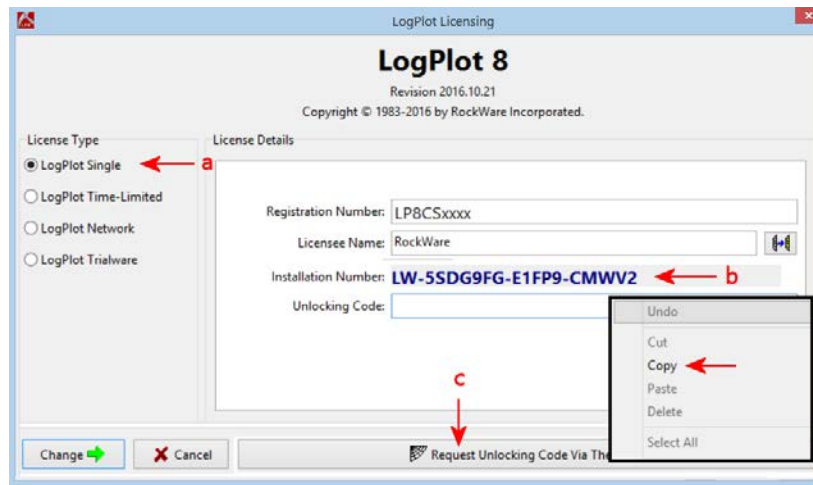 LogPlot Licensing
LogPlot 8
Revision 2016.10.21
Copyright © 1983-2016 by RockWare Incorporated.
License Type
LogPlot Single
a
LogPlot Time-Limited
LogPlot Network
LogPlot Trialware
License Details
Registration Number: LP8CSxxxx
Licensee Name: RockWare
Installation Number: LW-5SDG9FG-E1FP9-CMWV2
b
Unlocking Code:
Undo
Cut
Copy
Paste
Delete
Select All
c
Change
Cancel
Request Unlocking Code Via The